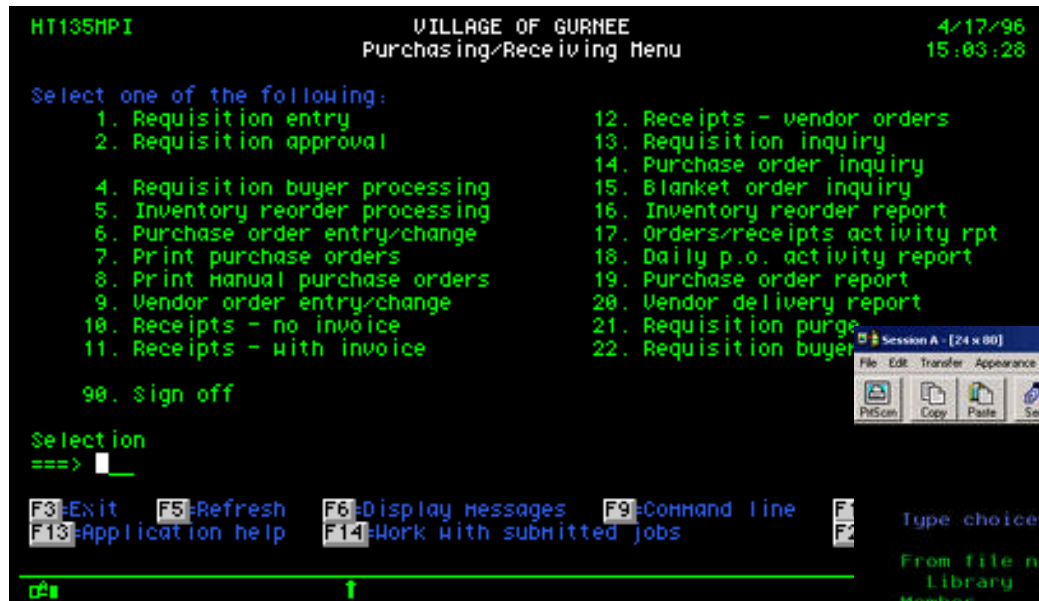 HT135MPI VILLAGE OF GURNEE 4/17/96
Purchasing/Receiving Menu 15:03:28
Select one of the following:
1. Requisition entry 12. Receipts - vendor orders
2. Requisition approval 13. Requisition inquiry
14. Purchase order inquiry
4. Requisition buyer processing 15. Blanket order inquiry
5. Inventory reorder processing 16. Inventory reorder report
6. Purchase order entry/change 17. Orders/receipts activity rpt
7. Print purchase orders 18. Daily p.o. activity report
8. Print manual purchase orders 19. Purchase order report
9. Vendor order entry/change 20. Vendor delivery report
10. Receipts - no invoice 21. Requisition purge
11. Receipts - with invoice 22. Requisition buyer
90. Sign off
Selection
===>
F3=Exit F5=Refresh F6=Display messages F9=Command line
F13=Application help F14=Work with submitted jobs
Session A - [24 x 80]
File Edit Transfer Appearance
PrtScrn Copy Paste
Type choice
From file n
Library
Member